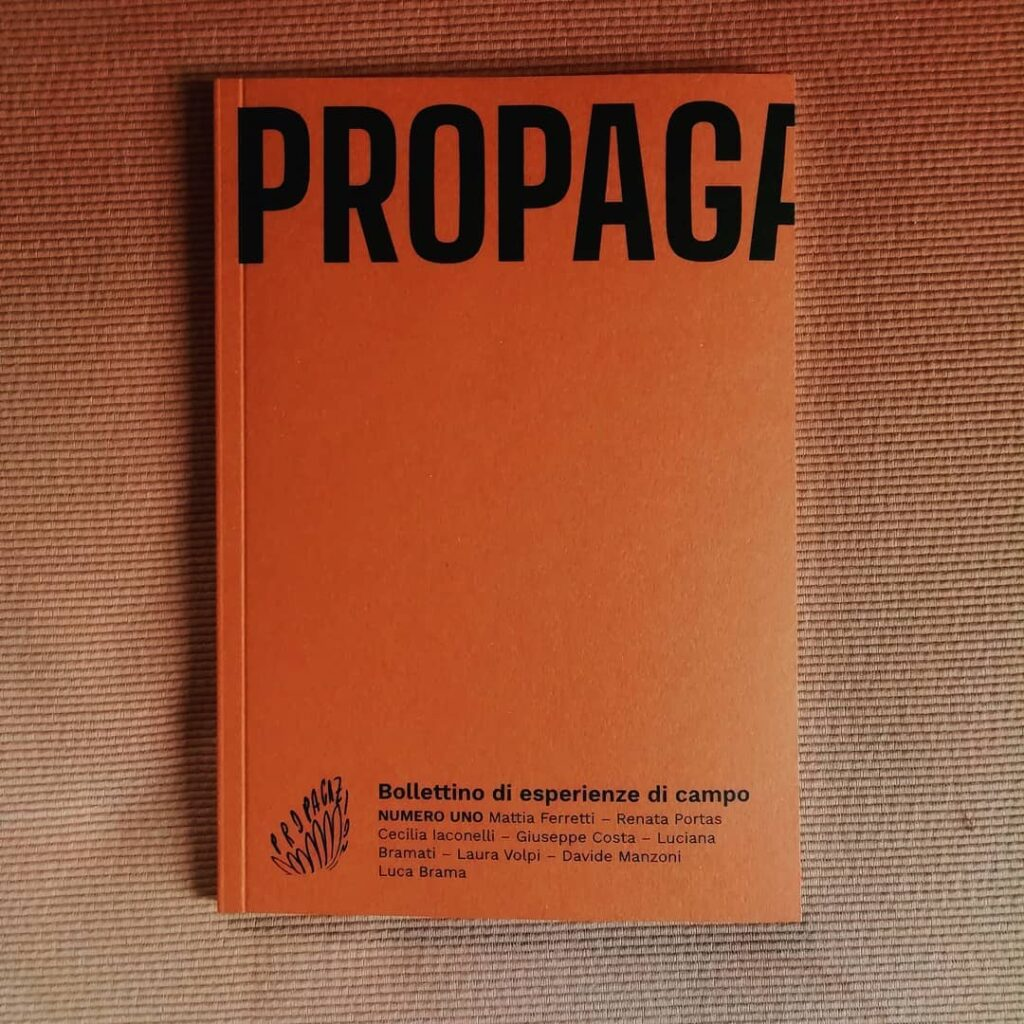 PROPAGA
PROPAGAZIONI
Bollettino di esperienze di campo
NUMERO UNO Mattia Ferretti – Renata Portas
Cecilia Iaconelli – Giuseppe Costa – Luciana
Bramati – Laura Volpi – Davide Manzoni
Luca Brama